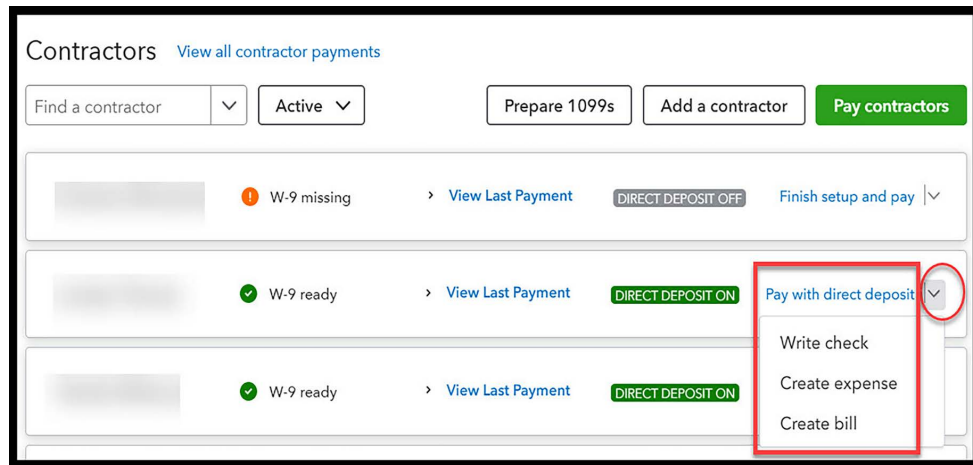 Contractors View all contractor payments
Find a contractor Active Prepare 1099s Add a contractor Pay contractors
W-9 missing View Last Payment DIRECT DEPOSIT OFF Finish setup and pay
W-9 ready View Last Payment DIRECT DEPOSIT ON Pay with direct deposit
Write check
Create expense
W-9 ready View Last Payment DIRECT DEPOSIT ON
Create bill